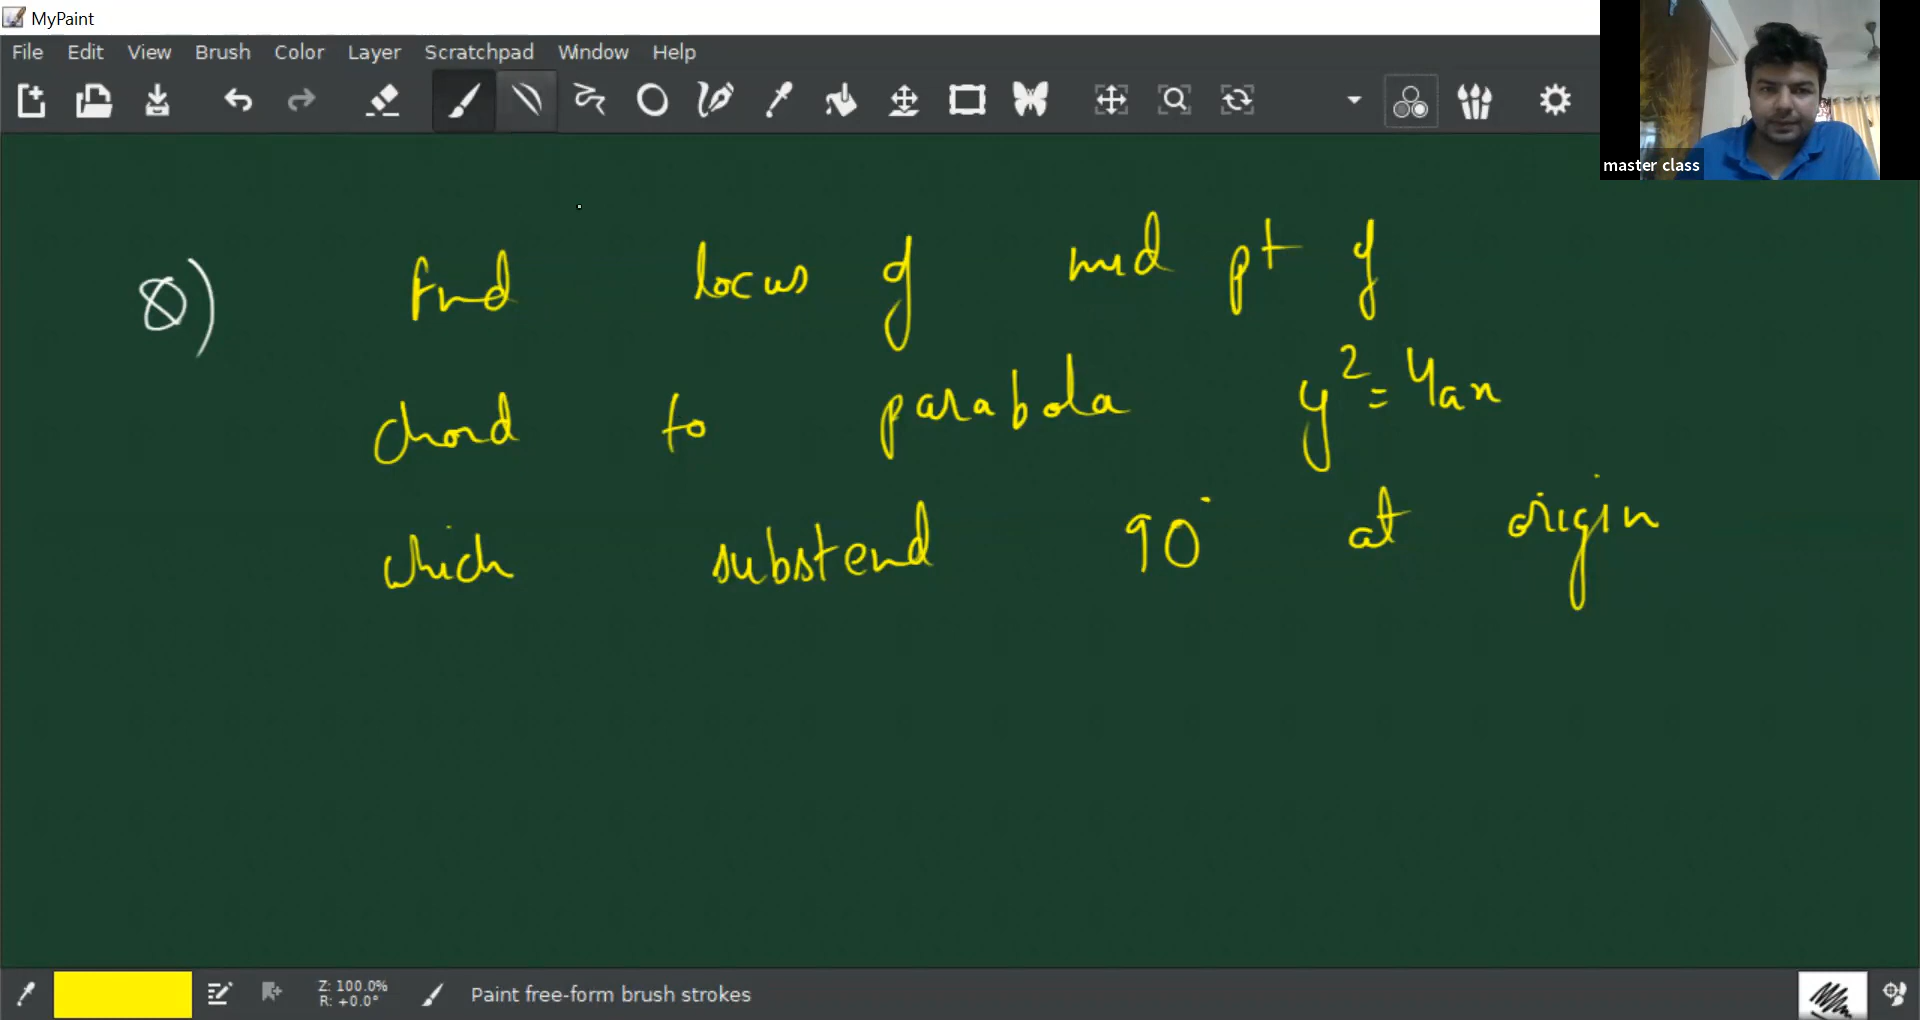 MyPaint
File Edit View Brush Color Layer Scratchpad Window Help
master class
Q) Find locus of mid pt of
chord to parabola y² = 4ax
which substend 90° at origin
Z: 100.0%
R: +0.0°
Paint free-form brush strokes